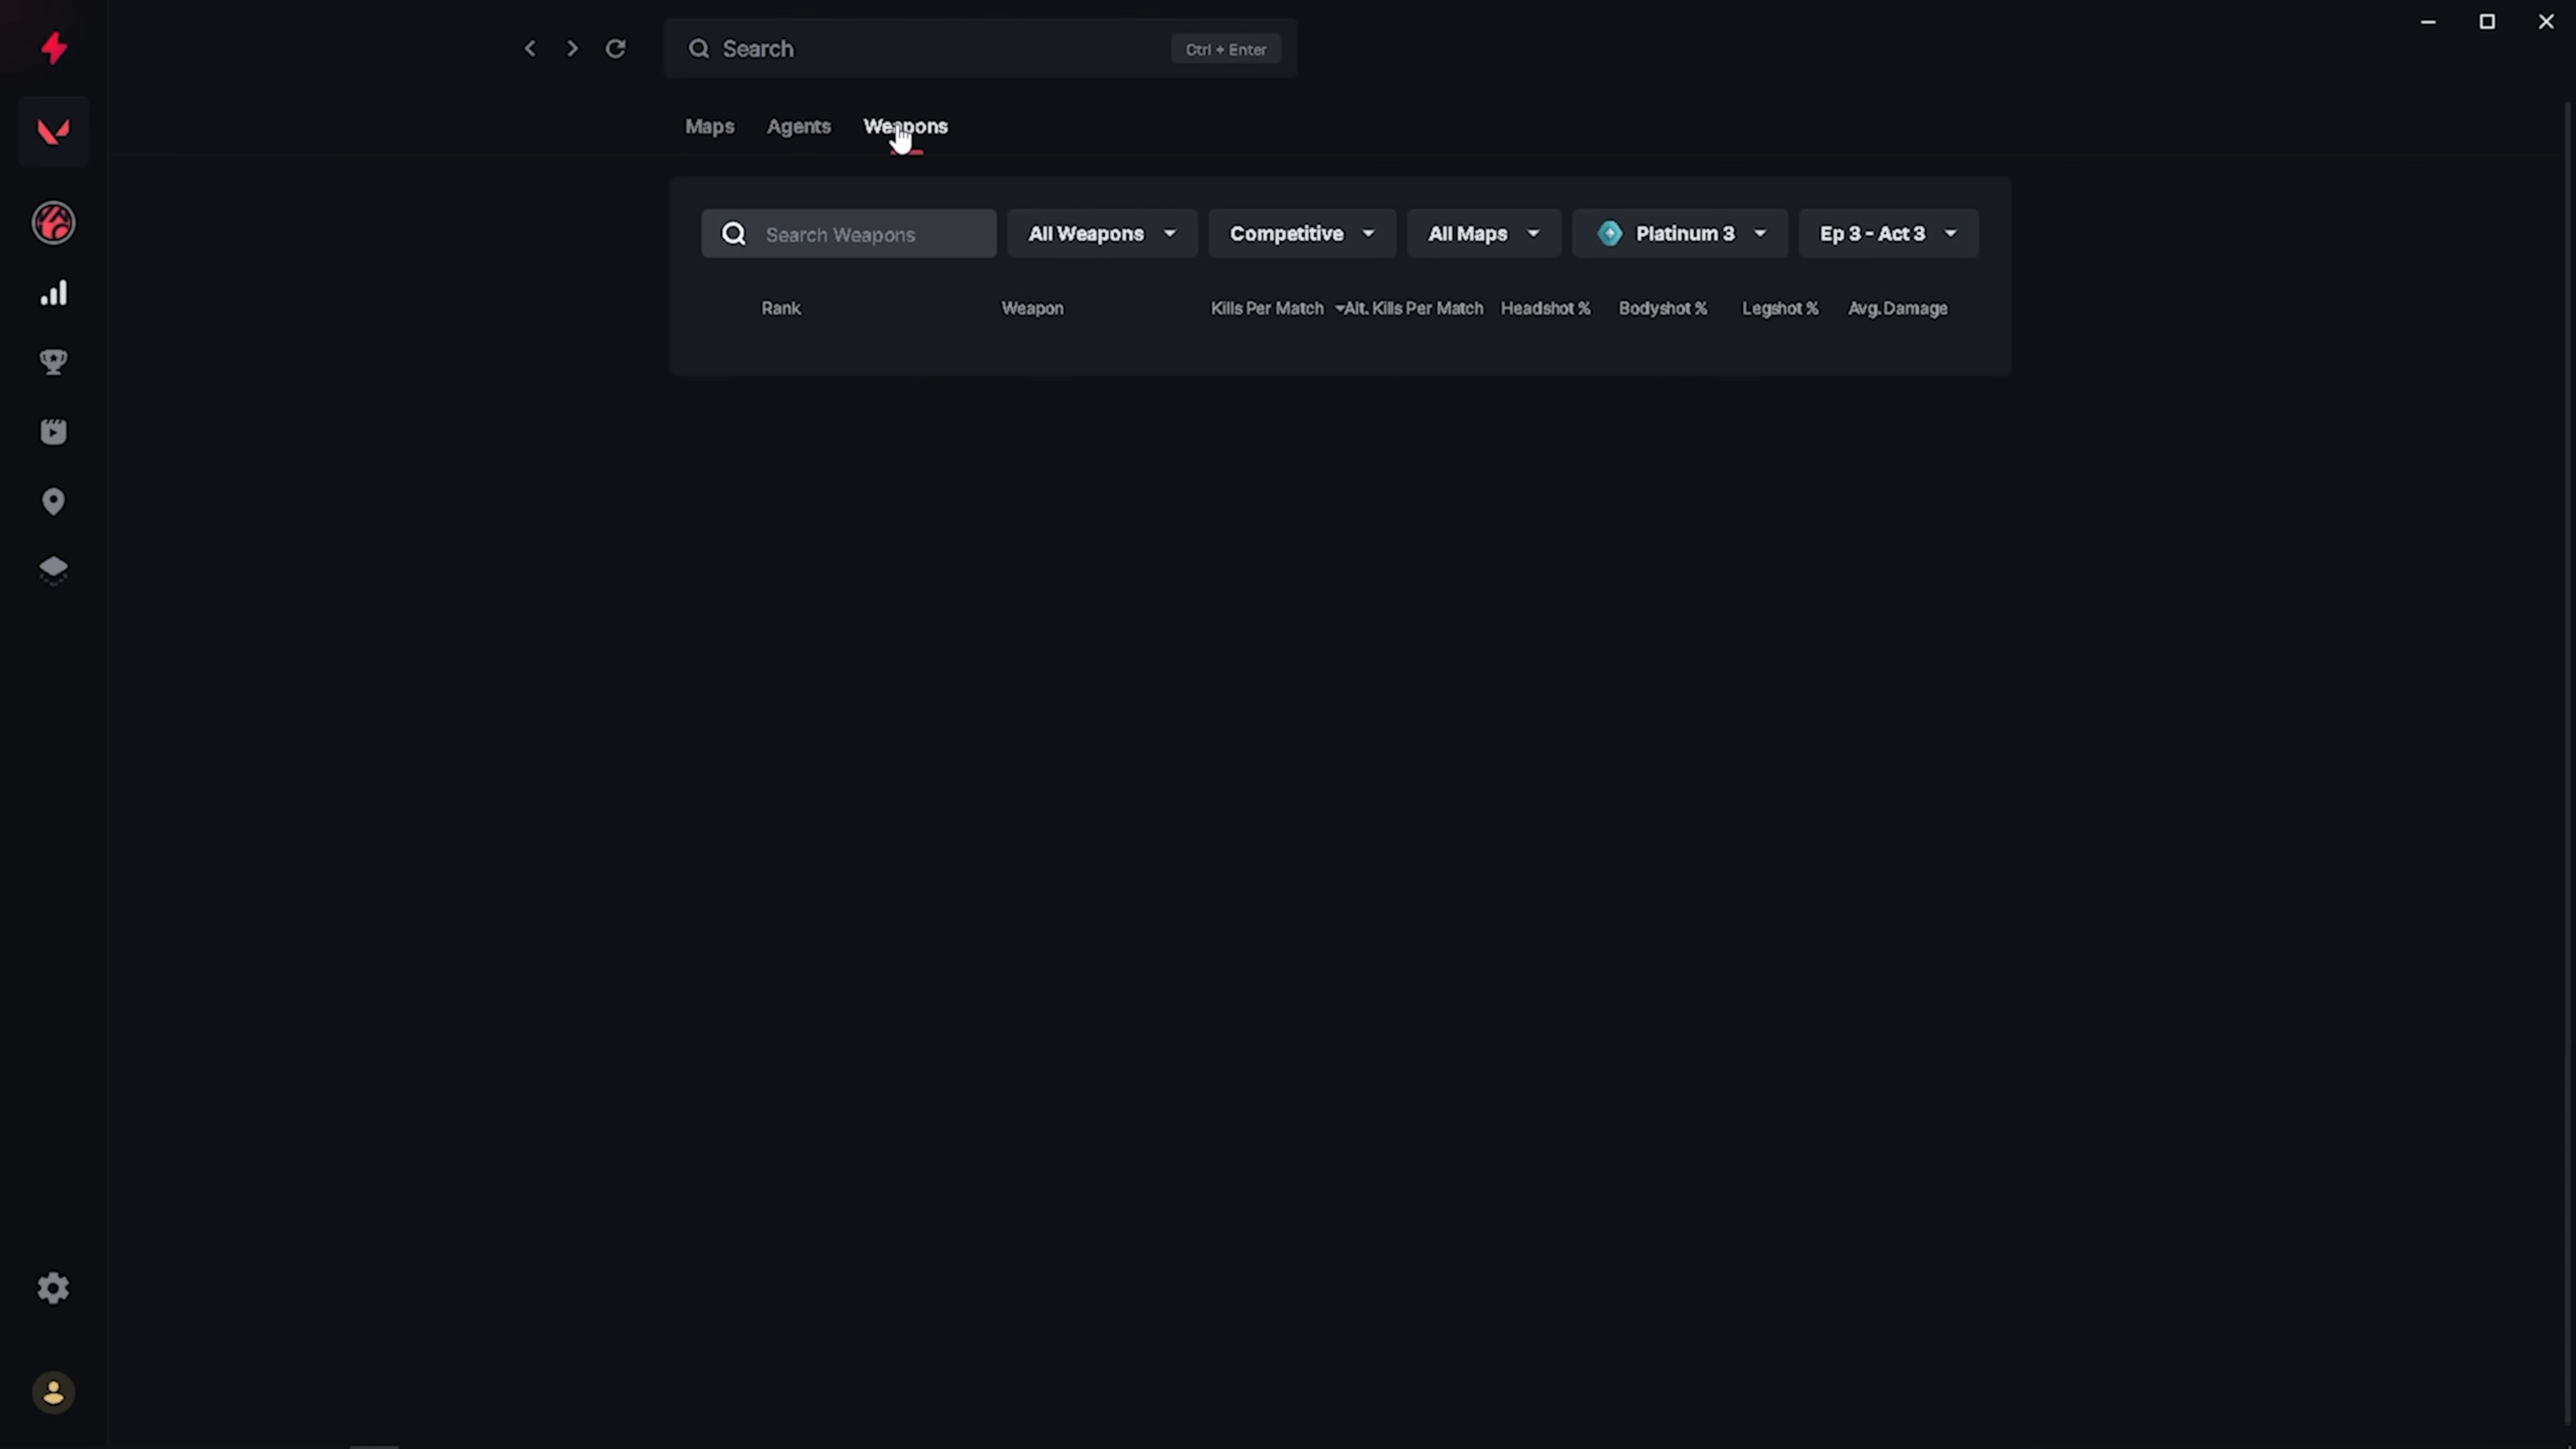 Search
Ctrl + Enter
Maps Agents Weapons
Search Weapons All Weapons Competitive All Maps Platinum 3 Ep 3 - Act 3
Rank Weapon Kills Per Match Alt. Kills Per Match Headshot % Bodyshot % Legshot % Avg. Damage